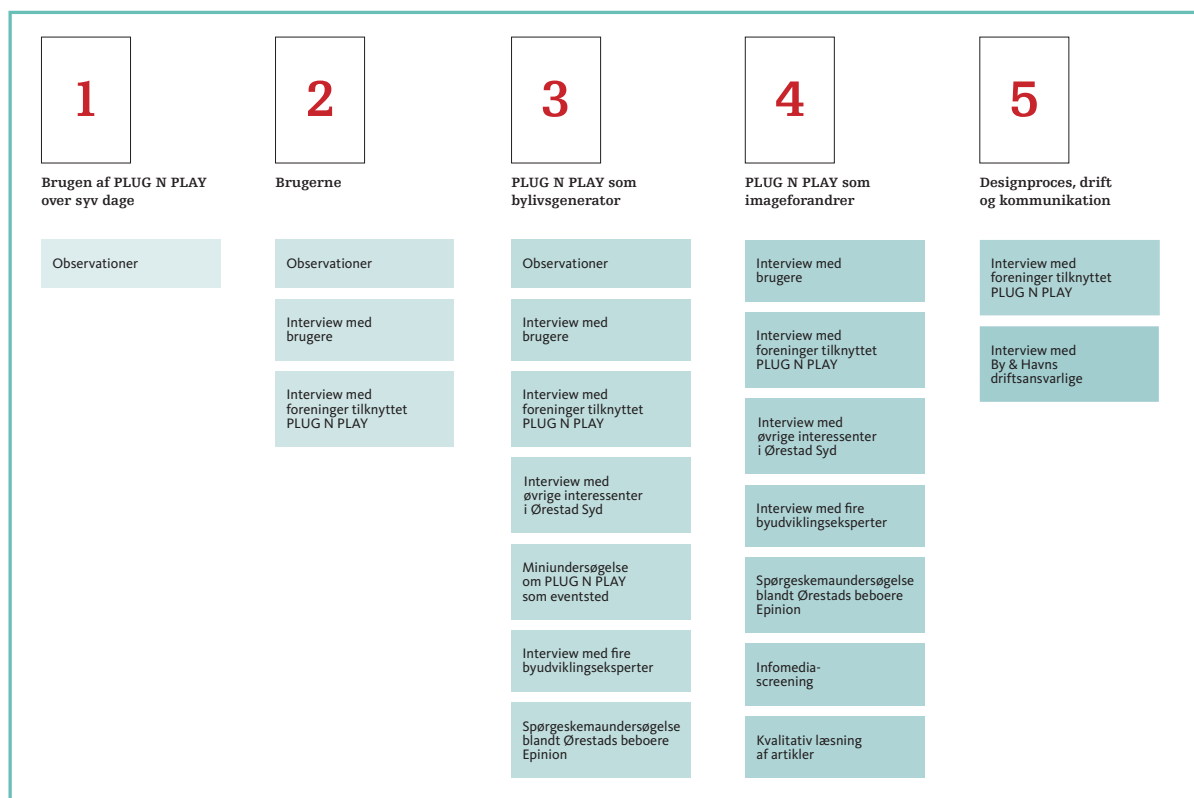 1
Brugen af PLUG N PLAY
over syv dage
Observationer
2
Brugerne
Observationer
Interview med
brugere
Interview med
foreninger tilknyttet
PLUG N PLAY
3
PLUG N PLAY som
bylivsgenerator
Observationer
Interview med
brugere
Interview med
foreninger tilknyttet
PLUG N PLAY
Interview med
øvrige interessenter
i Ørestad Syd
Miniundersøgelse
om PLUG N PLAY
som eventsted
Interview med fire
byudviklingseksperter
Spørgeskemaundersøgelse
blandt Ørestads beboere
Epinion
4
PLUG N PLAY som
imageforandrer
Interview med
brugere
Interview med
foreninger tilknyttet
PLUG N PLAY
Interview med
øvrige interessenter
i Ørestad Syd
Interview med fire
byudviklingseksperter
Spørgeskemaundersøgelse
blandt Ørestads beboere
Epinion
Infomedia-
screening
Kvalitativ læsning
af artikler
5
Designproces, drift
og kommunikation
Interview med
foreninger tilknyttet
PLUG N PLAY
Interview med
By & Havns
driftsansvarlige